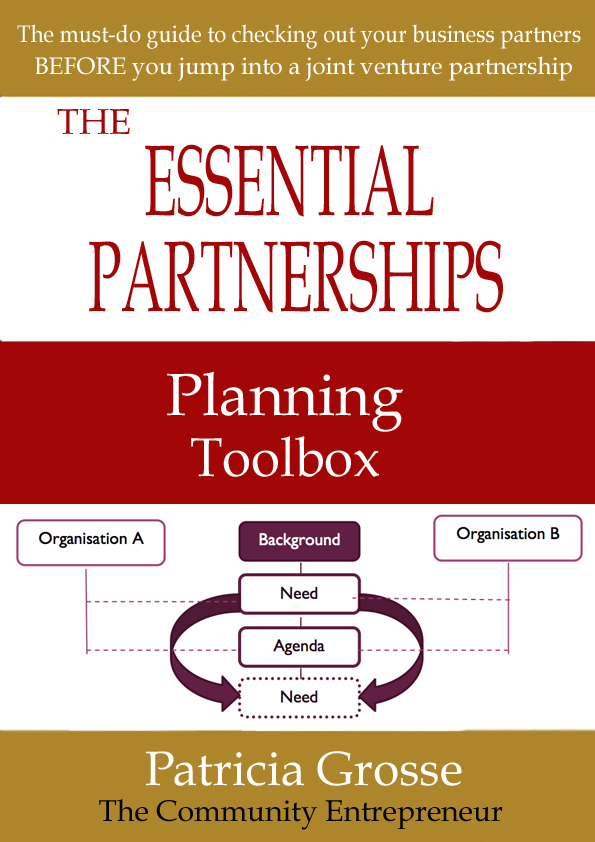 The must-do guide to checking out your business partners
BEFORE you jump into a joint venture partnership
THE
ESSENTIAL
PARTNERSHIPS
Planning
Toolbox
Organisation A
Background
Organisation B
Need
Agenda
Need
Patricia Grosse
The Community Entrepreneur